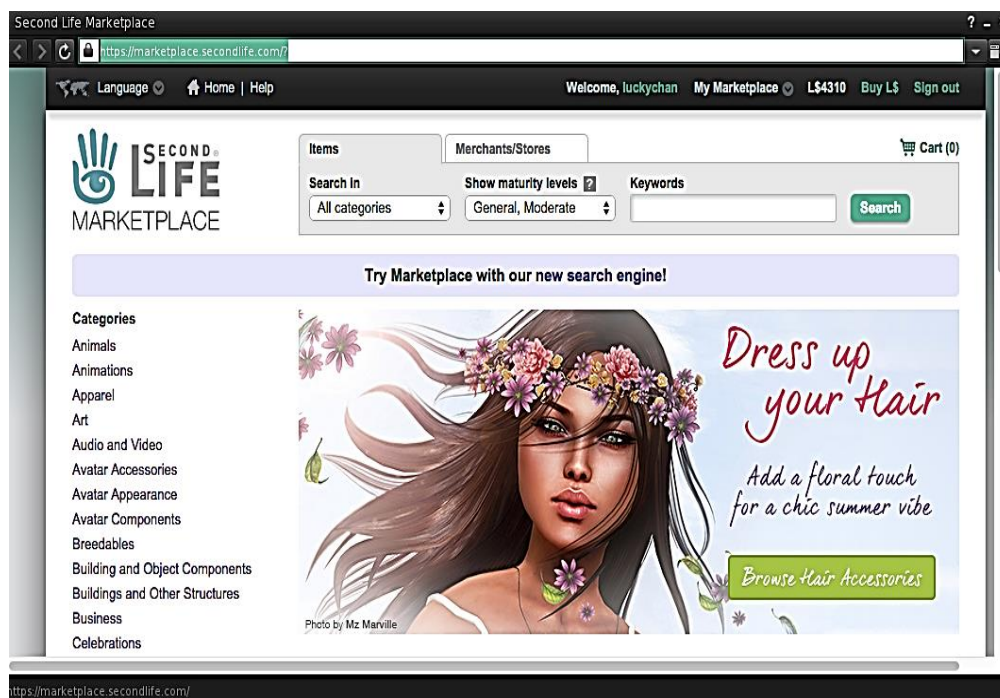 Second Life Marketplace ? –
https://marketplace.secondlife.com/?
Language Home | Help Welcome, luckychan My Marketplace L$4310 Buy L$ Sign out
SECOND® LIFE
MARKETPLACE
Items Merchants/Stores Cart (0)
Search In Show maturity levels ? Keywords
All categories General, Moderate Search
Try Marketplace with our new search engine!
Categories
Animals
Animations
Apparel
Art
Audio and Video
Avatar Accessories
Avatar Appearance
Avatar Components
Breedables
Building and Object Components
Buildings and Other Structures
Business
Celebrations
Dress up
your Hair
Add a floral touch
for a chic summer vibe
Browse Hair Accessories
Photo by Mz Marville
https://marketplace.secondlife.com/